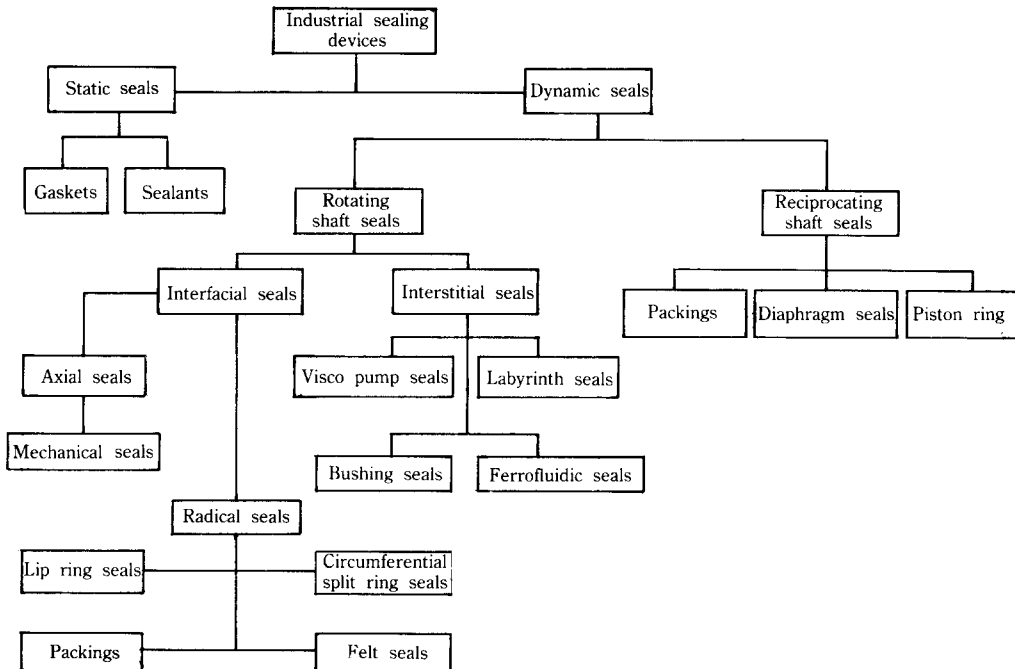 Industrial sealing
devices
Static seals
Dynamic seals
Gaskets
Sealants
Rotating
shaft seals
Reciprocating
shaft seals
Interfacial seals
Interstitial seals
Packings
Diaphragm seals
Piston ring
Axial seals
Visco pump seals
Labyrinth seals
Mechanical seals
Bushing seals
Ferrofluidic seals
Radical seals
Lip ring seals
Circumferential
split ring seals
Packings
Felt seals